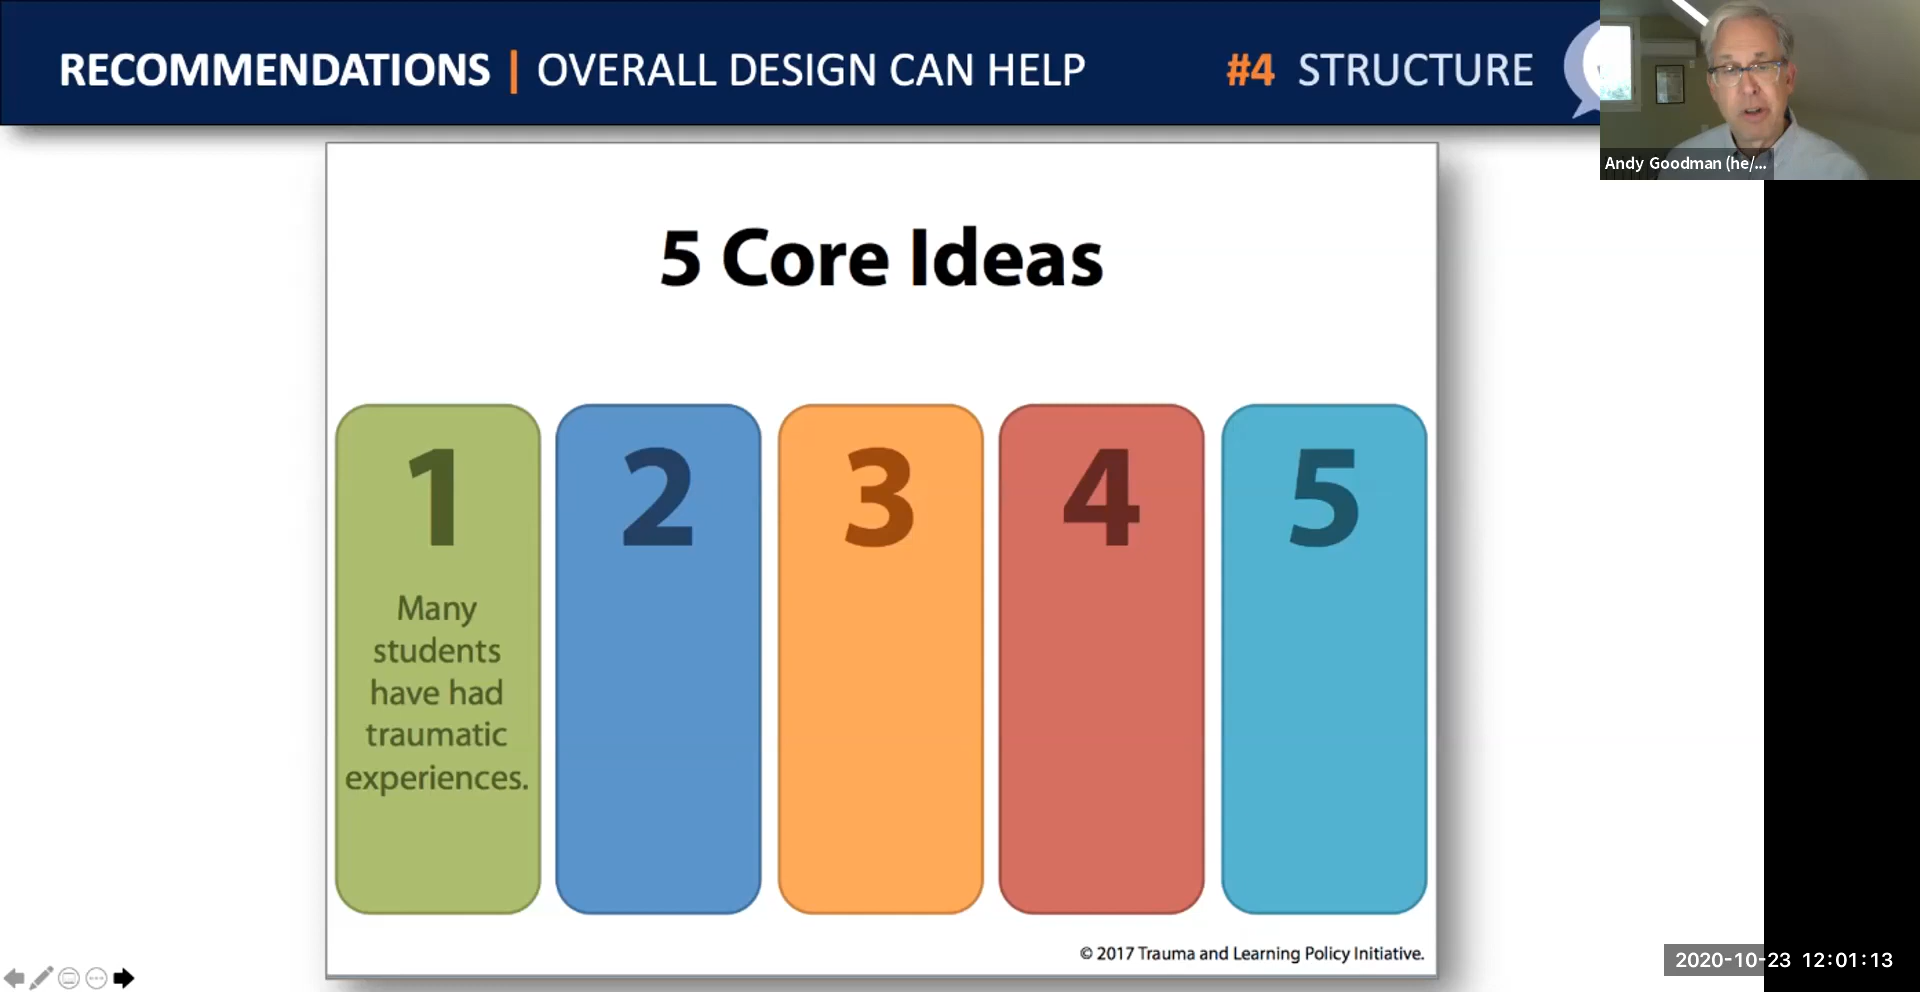 RECOMMENDATIONS | OVERALL DESIGN CAN HELP
#4 STRUCTURE
Andy Goodman (he/...
5 Core Ideas
1
Many
students
have had
traumatic
experiences.
2
3
4
5
© 2017 Trauma and Learning Policy Initiative.
2020-10-23 12:01:13